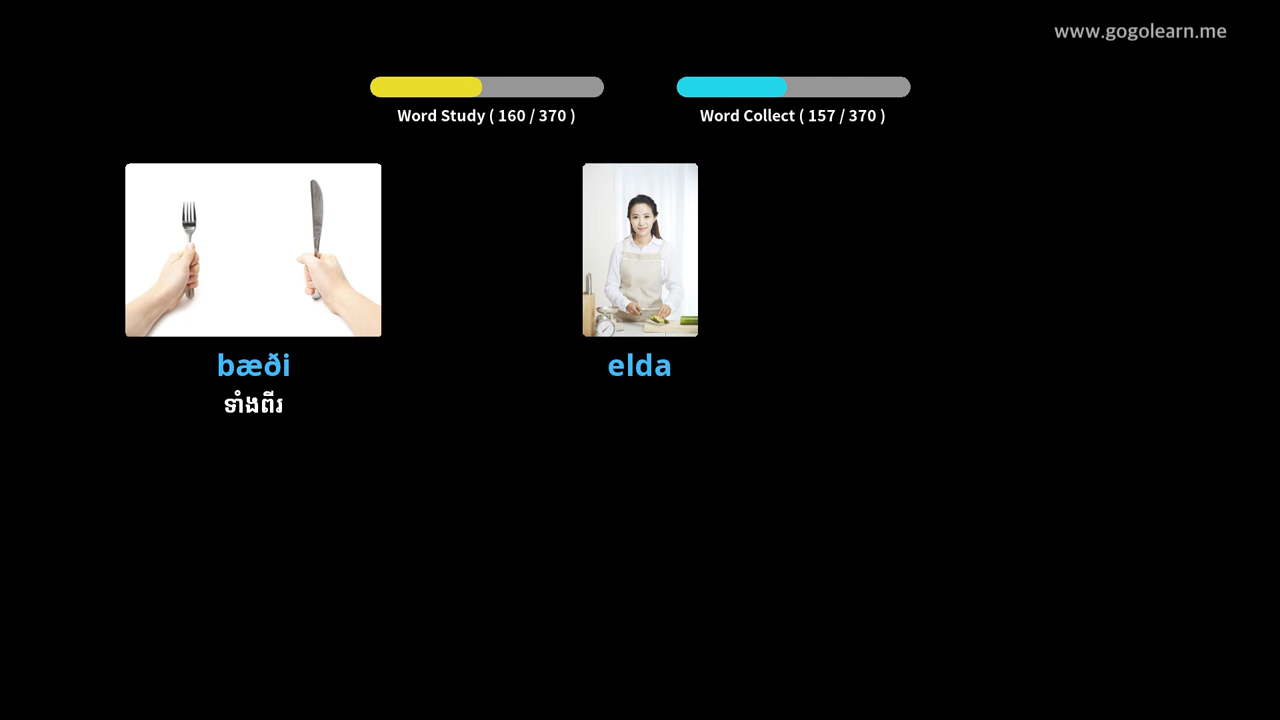 www.gogolearn.me
Word Study ( 160 / 370 )
Word Collect ( 157 / 370 )
bæði
ទាំងពីរ
elda